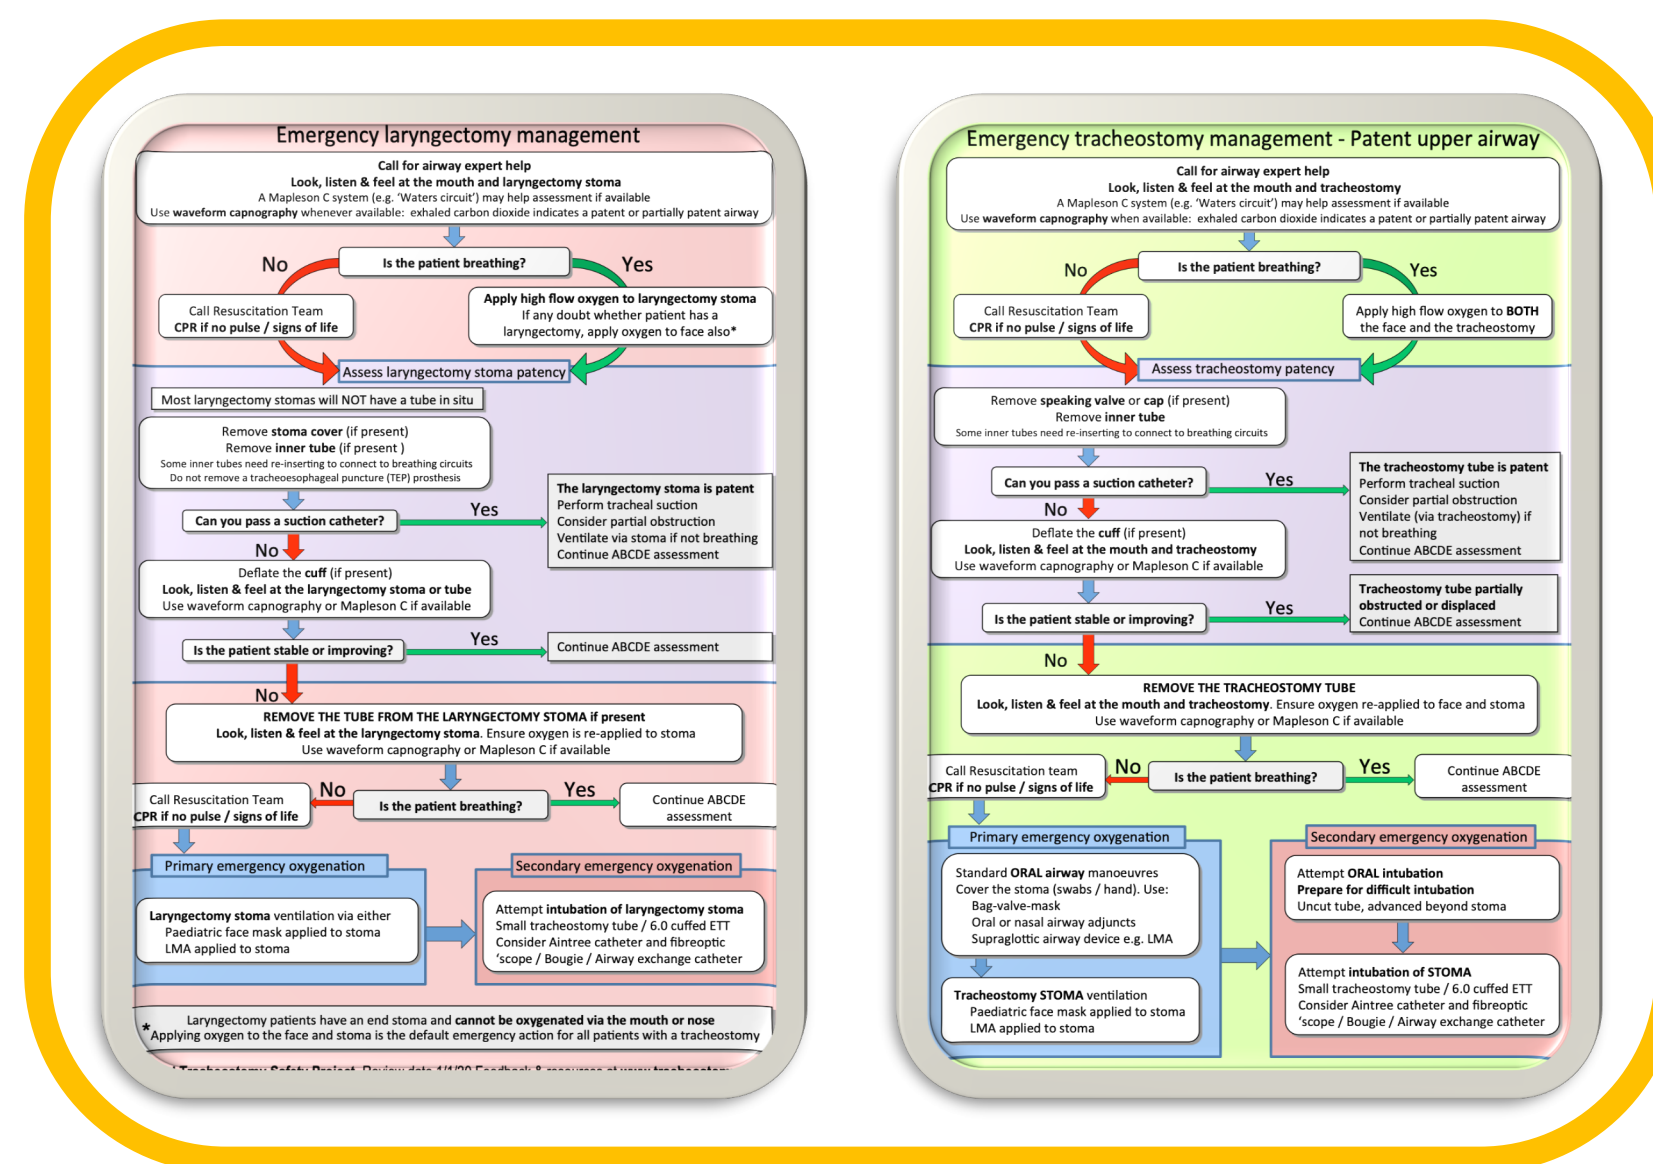 Emergency laryngectomy management
Call for airway expert help
Look, listen & feel at the mouth and laryngectomy stoma
A Mapleson C system (e.g. ‘Waters circuit’) may help assessment if available
Use waveform capnography whenever available: exhaled carbon dioxide indicates a patent or partially patent airway
Is the patient breathing?
No
Yes
Call Resuscitation Team
CPR if no pulse / signs of life
Apply high flow oxygen to laryngectomy stoma
If any doubt whether patient has a
laryngectomy, apply oxygen to face also*
Assess laryngectomy stoma patency
Most laryngectomy stomas will NOT have a tube in situ
Remove stoma cover (if present)
Remove inner tube (if present )
Some inner tubes need re-inserting to connect to breathing circuits
Do not remove a tracheoesophageal puncture (TEP) prosthesis
Can you pass a suction catheter?
Yes
The laryngectomy stoma is patent
Perform tracheal suction
Consider partial obstruction
Ventilate via stoma if not breathing
Continue ABCDE assessment
No
Deflate the cuff (if present)
Look, listen & feel at the laryngectomy stoma or tube
Use waveform capnography or Mapleson C if available
Is the patient stable or improving?
Yes
Continue ABCDE assessment
No
REMOVE THE TUBE FROM THE LARYNGECTOMY STOMA if present
Look, listen & feel at the laryngectomy stoma. Ensure oxygen is re-applied to stoma
Use waveform capnography or Mapleson C if available
Is the patient breathing?
No
Yes
Call Resuscitation Team
CPR if no pulse / signs of life
Continue ABCDE
assessment
Primary emergency oxygenation
Laryngectomy stoma ventilation via either
Paediatric face mask applied to stoma
LMA applied to stoma
Secondary emergency oxygenation
Attempt intubation of laryngectomy stoma
Small tracheostomy tube / 6.0 cuffed ETT
Consider Aintree catheter and fibreoptic
‘scope / Bougie / Airway exchange catheter
Laryngectomy patients have an end stoma and cannot be oxygenated via the mouth or nose
*Applying oxygen to the face and stoma is the default emergency action for all patients with a tracheostomy
Tracheostomy Safety Project. Review date 1/1/20 Feedback & resources at
Emergency tracheostomy management - Patent upper airway
Call for airway expert help
Look, listen & feel at the mouth and tracheostomy
A Mapleson C system (e.g. ‘Waters circuit’) may help assessment if available
Use waveform capnography when available: exhaled carbon dioxide indicates a patent or partially patent airway
Is the patient breathing?
No
Yes
Call Resuscitation Team
CPR if no pulse / signs of life
Apply high flow oxygen to BOTH
the face and the tracheostomy
Assess tracheostomy patency
Remove speaking valve or cap (if present)
Remove inner tube
Some inner tubes need re-inserting to connect to breathing circuits
Can you pass a suction catheter?
Yes
The tracheostomy tube is patent
Perform tracheal suction
Consider partial obstruction
Ventilate (via tracheostomy) if
not breathing
Continue ABCDE assessment
No
Deflate the cuff (if present)
Look, listen & feel at the mouth and tracheostomy
Use waveform capnography or Mapleson C if available
Is the patient stable or improving?
Yes
Tracheostomy tube partially
obstructed or displaced
Continue ABCDE assessment
No
REMOVE THE TRACHEOSTOMY TUBE
Look, listen & feel at the mouth and tracheostomy. Ensure oxygen re-applied to face and stoma
Use waveform capnography or Mapleson C if available
Is the patient breathing?
No
Yes
Call Resuscitation team
CPR if no pulse / signs of life
Continue ABCDE
assessment
Primary emergency oxygenation
Standard ORAL airway manoeuvres
Cover the stoma (swabs / hand). Use:
Bag-valve-mask
Oral or nasal airway adjuncts
Supraglottic airway device e.g. LMA
Tracheostomy STOMA ventilation
Paediatric face mask applied to stoma
LMA applied to stoma
Secondary emergency oxygenation
Attempt ORAL intubation
Prepare for difficult intubation
Uncut tube, advanced beyond stoma
Attempt intubation of STOMA
Small tracheostomy tube / 6.0 cuffed ETT
Consider Aintree catheter and fibreoptic
‘scope / Bougie / Airway exchange catheter